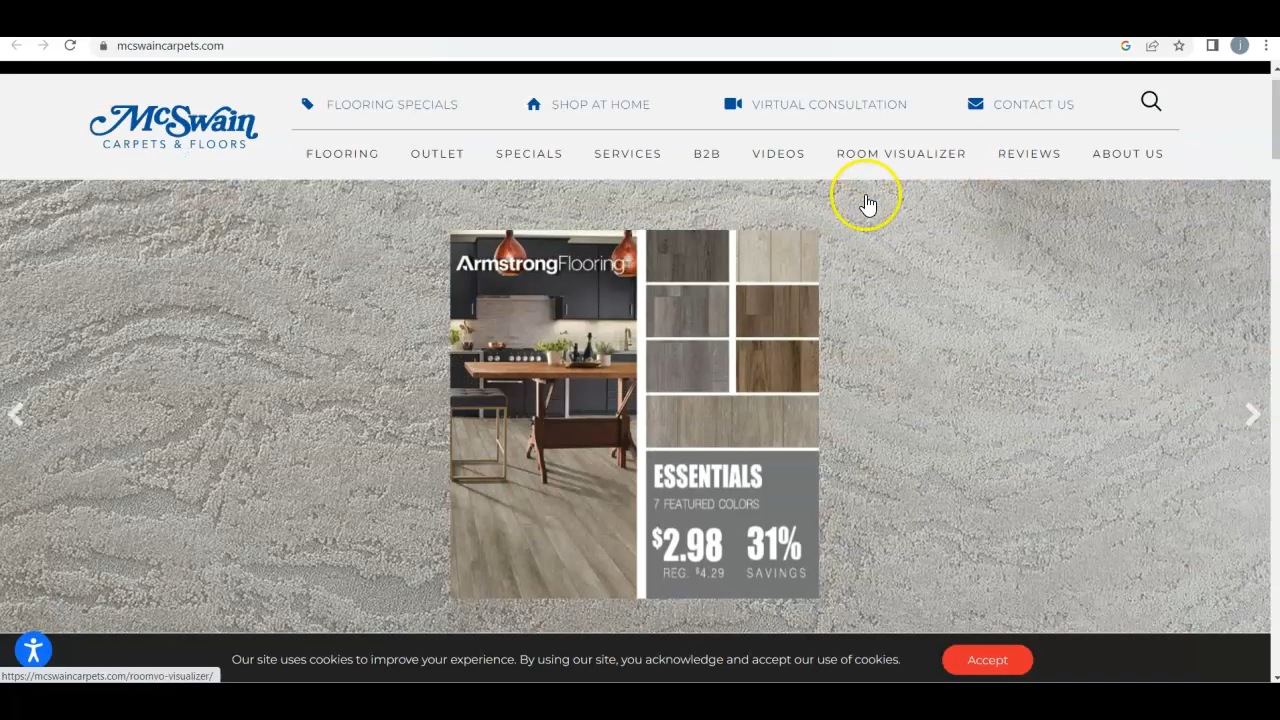 mcswaincarpets.com
j
McSwain
CARPETS & FLOORS
FLOORING SPECIALS
SHOP AT HOME
VIRTUAL CONSULTATION
CONTACT US
FLOORING
OUTLET
SPECIALS
SERVICES
B2B
VIDEOS
ROOM VISUALIZER
REVIEWS
ABOUT US
ArmstrongFlooring
ESSENTIALS
7 FEATURED COLORS
$2.98 31%
REG. $4.29 SAVINGS
Our site uses cookies to improve your experience. By using our site, you acknowledge and accept our use of cookies.
Accept
https://mcswaincarpets.com/roomvo-visualizer/